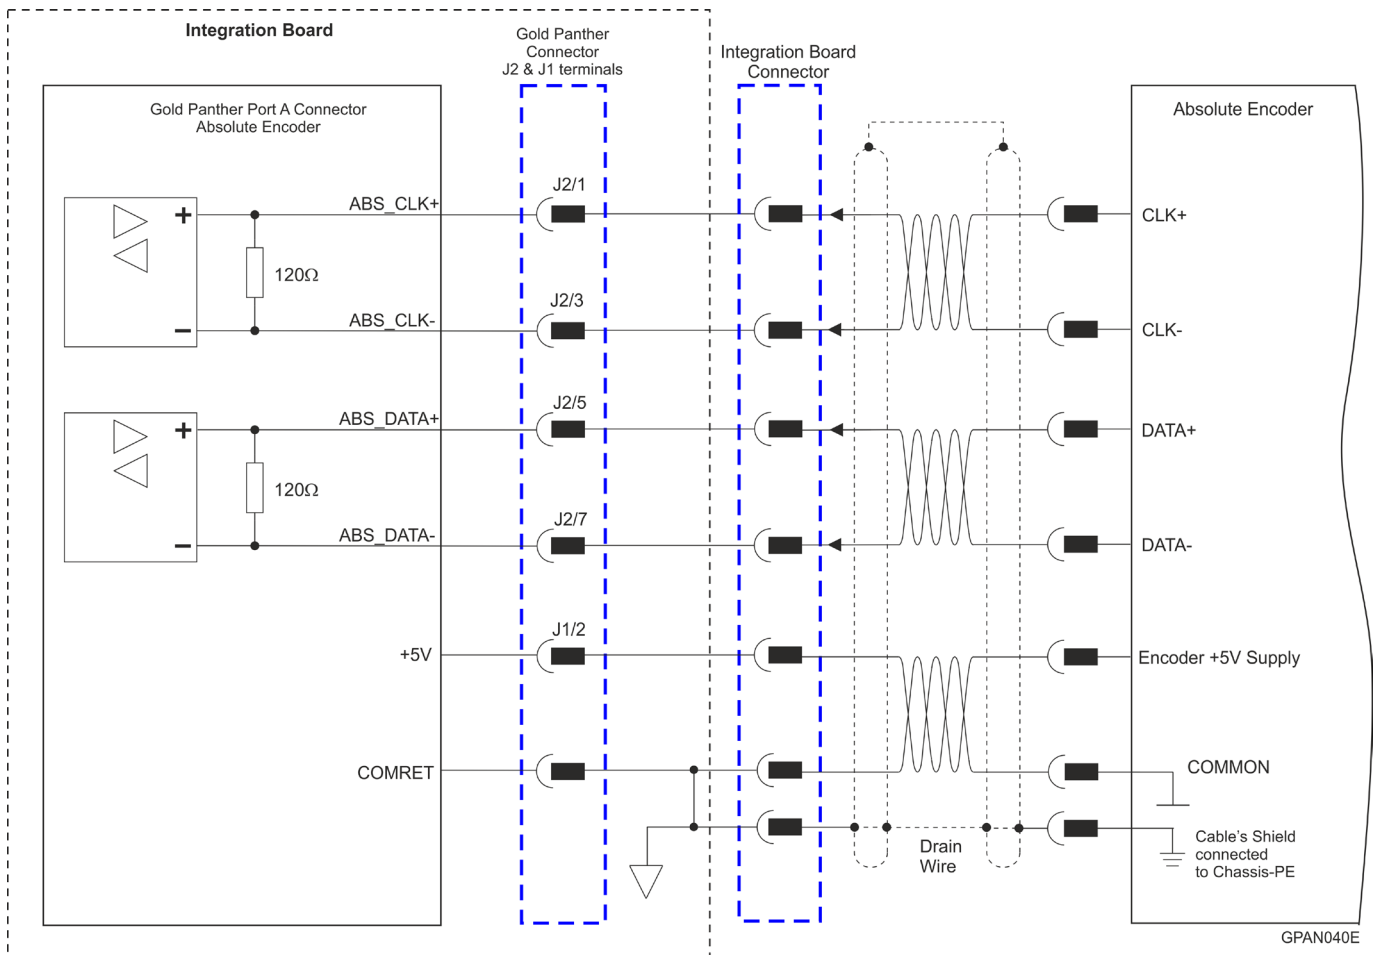 Integration Board
Gold Panther
Connector
J2 & J1 terminals
Integration Board
Connector
Gold Panther Port A Connector
Absolute Encoder
Absolute Encoder
ABS_CLK+
J2/1
CLK+
+
120Ω
ABS_CLK-
J2/3
CLK-
−
ABS_DATA+
J2/5
DATA+
+
120Ω
ABS_DATA-
J2/7
DATA-
−
+5V
J1/2
Encoder +5V Supply
COMRET
COMMON
Drain
Wire
Cable's Shield
connected
to Chassis-PE
GPAN040E